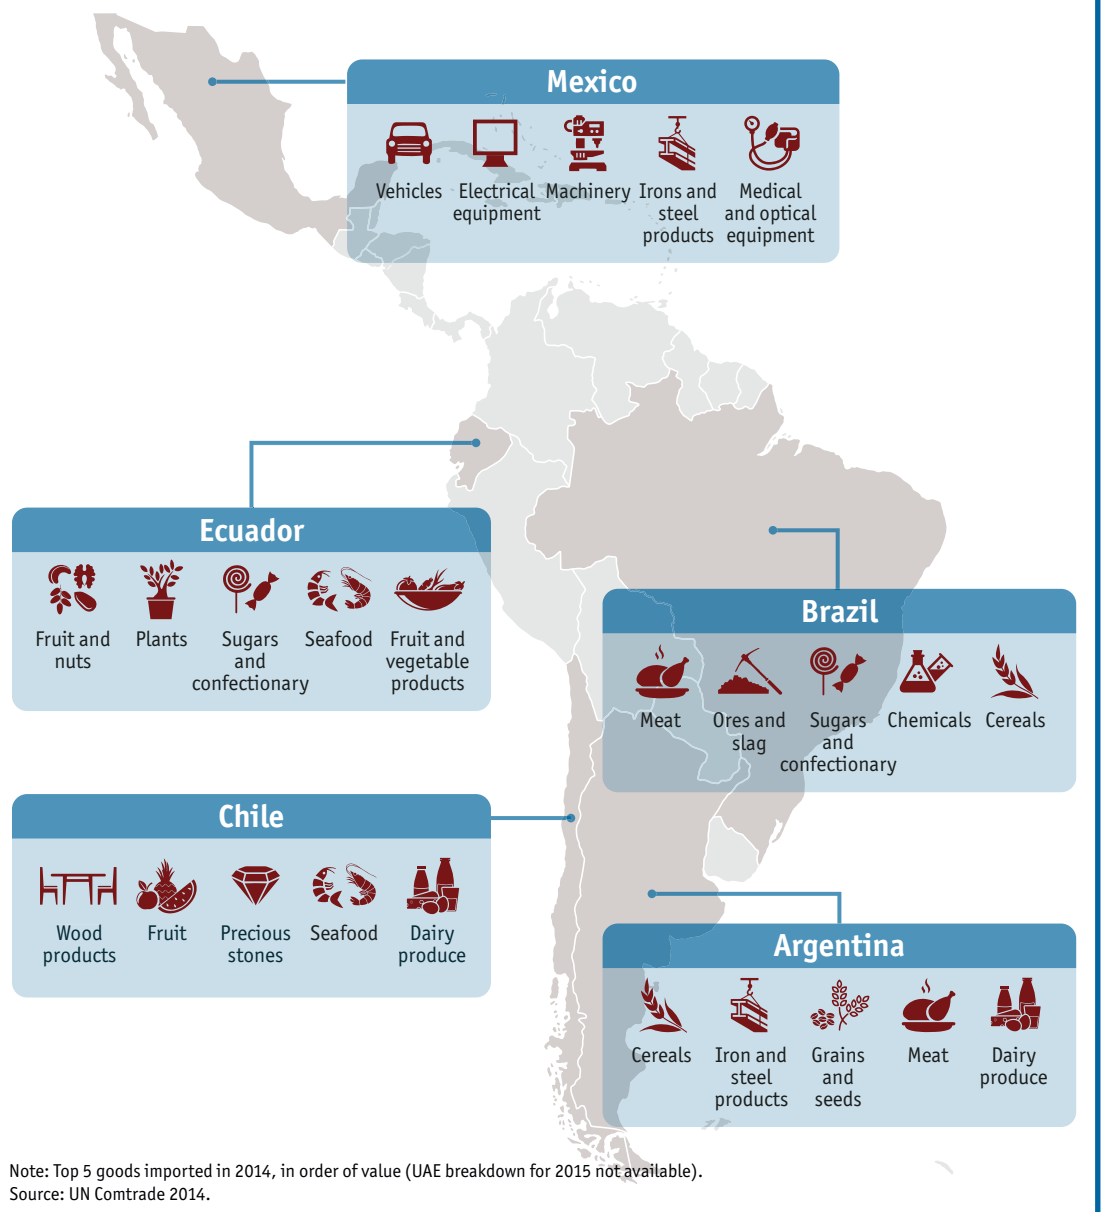 Mexico
Vehicles
Electrical
equipment
Machinery
Irons and
steel
products
Medical
and optical
equipment
Ecuador
Fruit and
nuts
Plants
Sugars
and
confectionary
Seafood
Fruit and
vegetable
products
Brazil
Meat
Ores and
slag
Sugars
and
confectionary
Chemicals
Cereals
Chile
Wood
products
Fruit
Precious
stones
Seafood
Dairy
produce
Argentina
Cereals
Iron and
steel
products
Grains
and
seeds
Meat
Dairy
produce
Note: Top 5 goods imported in 2014, in order of value (UAE breakdown for 2015 not available).
Source: UN Comtrade 2014.